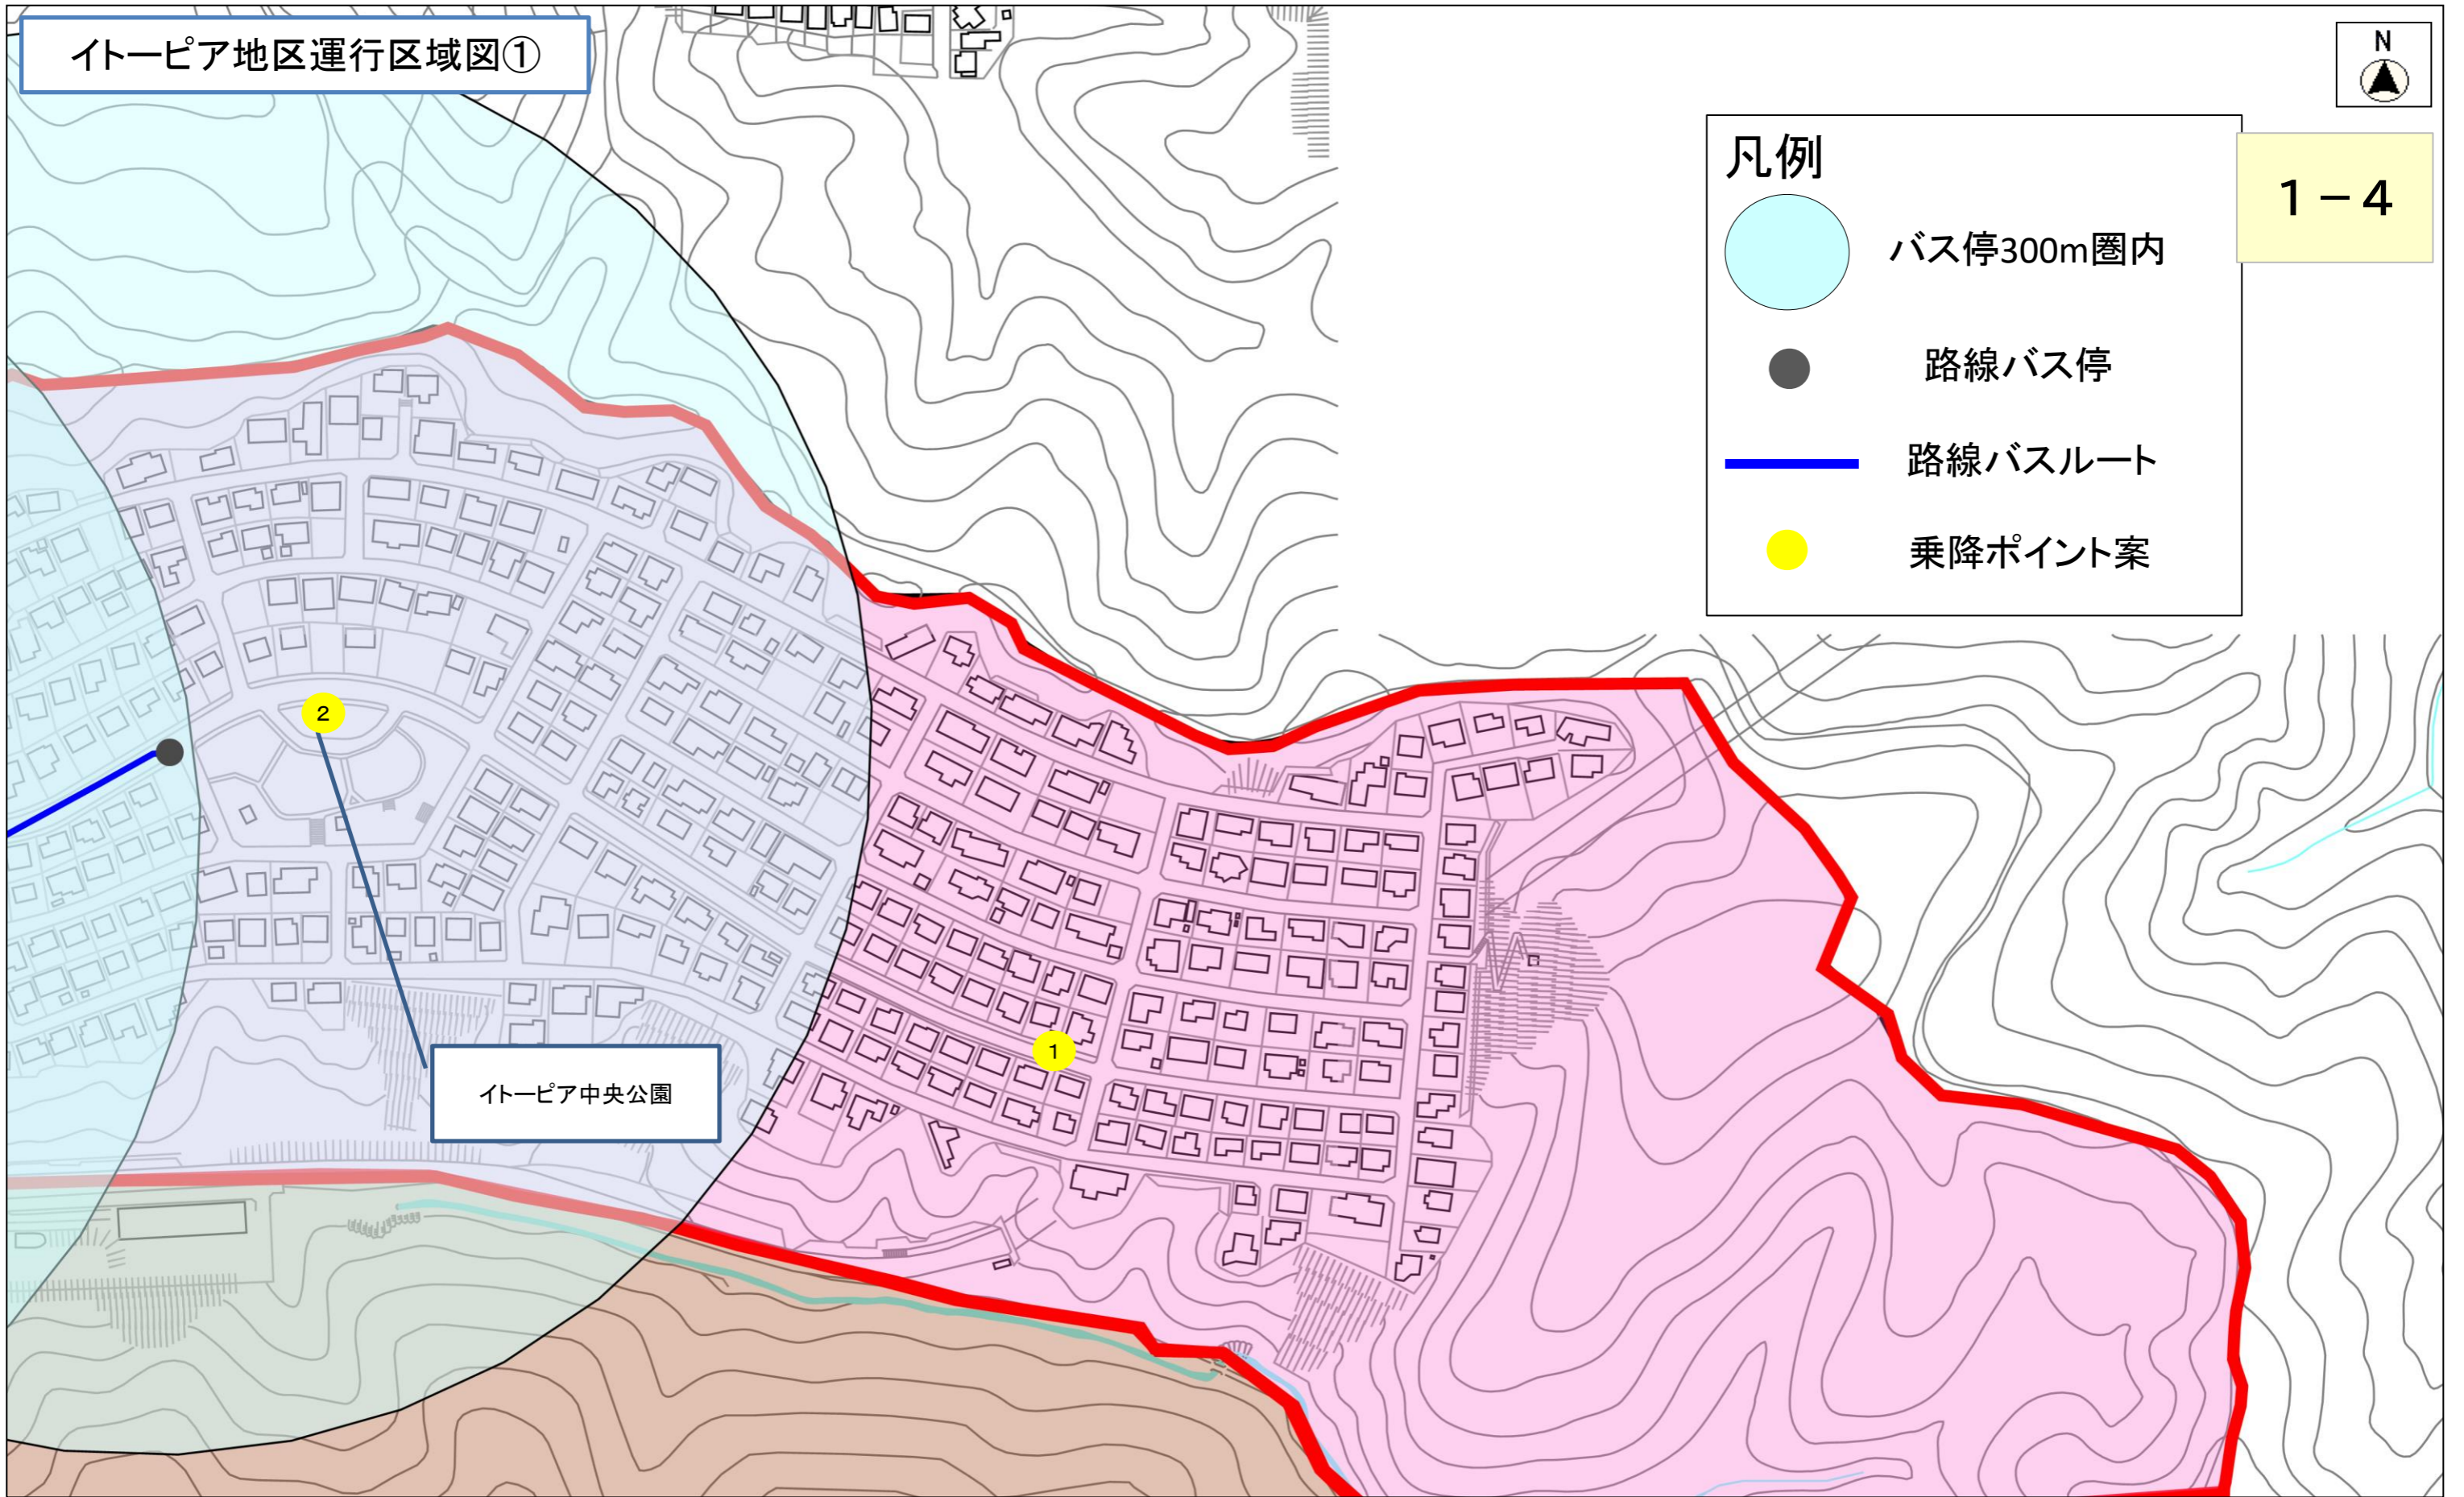 イトーピア地区運行区域図①
N
1－4
凡例
バス停300m圏内
路線バス停
路線バスルート
乗降ポイント案
2
1
イトーピア中央公園